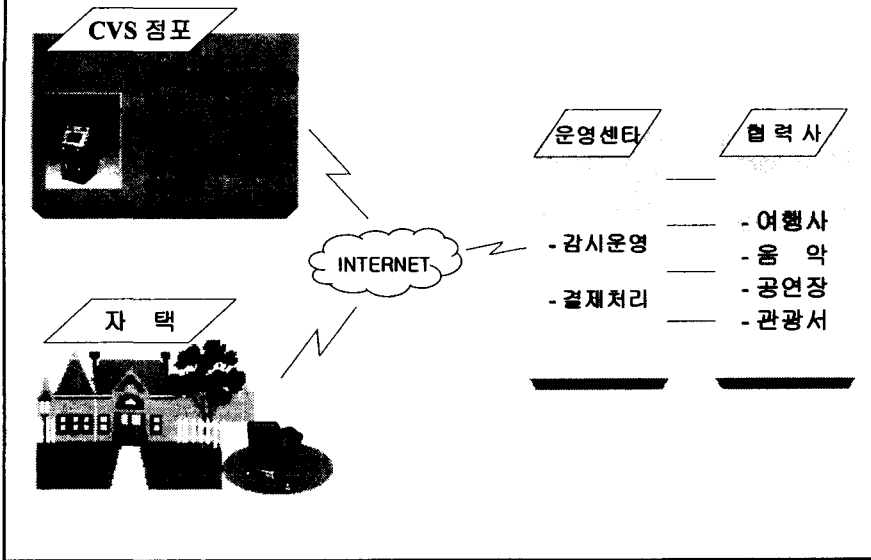 CVS 점포
운영센타
협 력 사
- 여행사
- 감시운영
- 음 악
INTERNET
- 공연장
- 결제처리
- 관광서
자 택